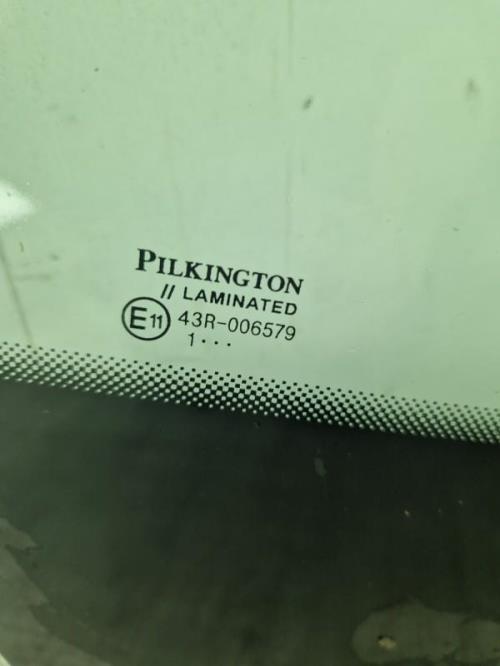 PILKINGTON
// LAMINATED
E11 43R-006579
1...